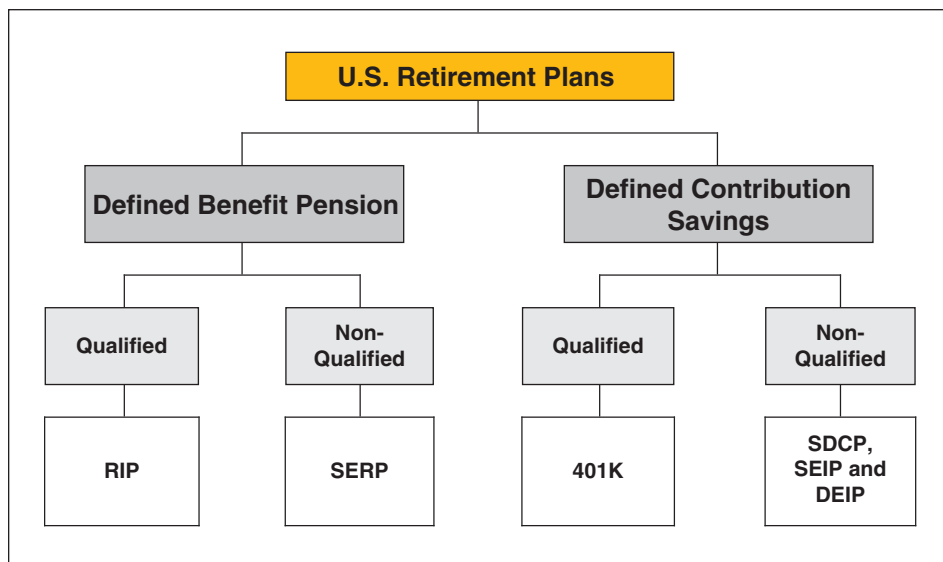 U.S. Retirement Plans
Defined Benefit Pension
Defined Contribution
Savings
Qualified
Non-
Qualified
Qualified
Non-
Qualified
RIP
SERP
401K
SDCP,
SEIP and
DEIP